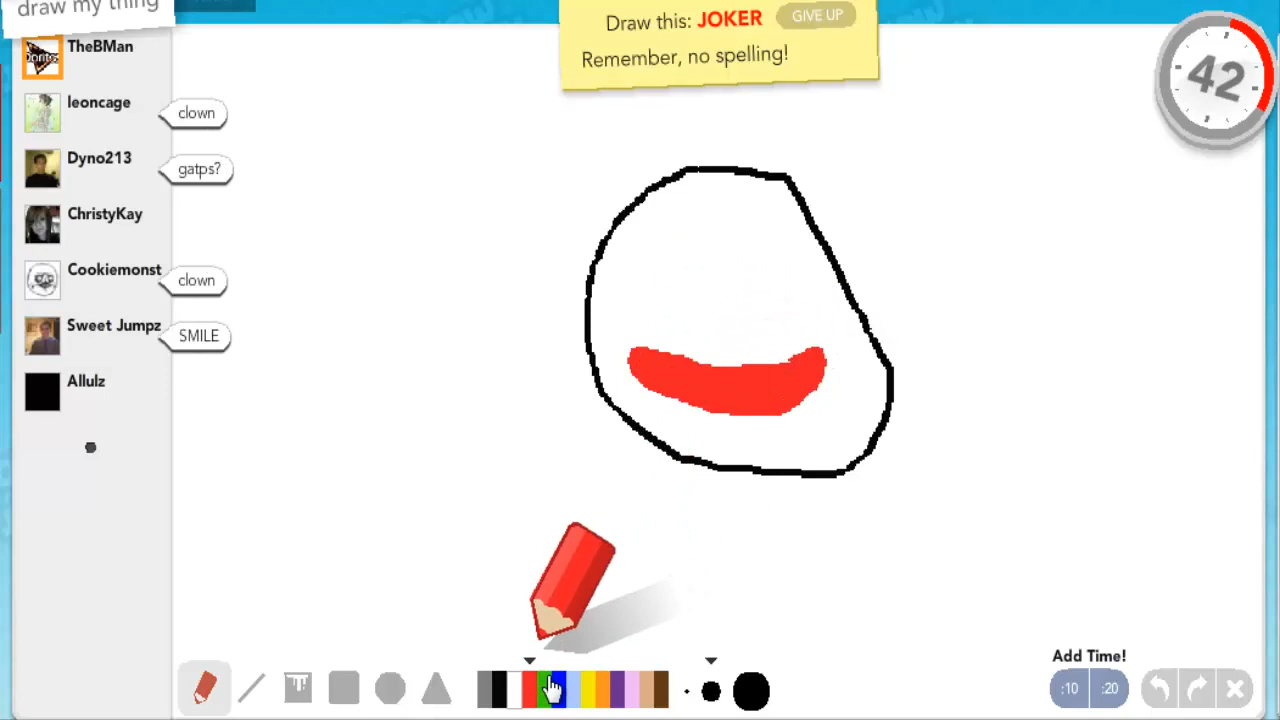 draw my thing
Draw this: JOKER
GIVE UP
Remember, no spelling!
42
TheBMan
Doritos
leoncage
clown
Dyno213
gatps?
ChristyKay
Cookiemonst
clown
Sweet Jumpz
SMILE
Allulz
Add Time!
:10
:20